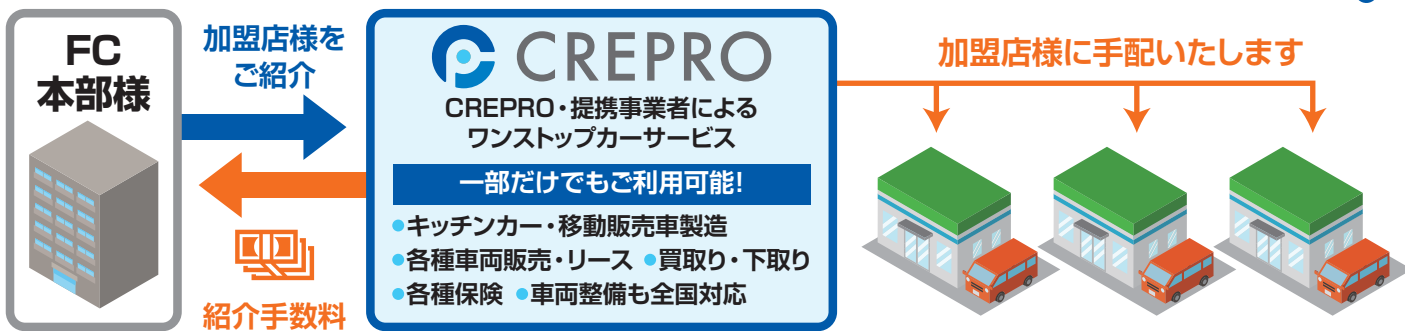 FC
本部様
加盟店様を
ご紹介
紹介手数料
CREPRO
CREPRO・提携事業者による
ワンストップカーサービス
一部だけでもご利用可能!
●キッチンカー・移動販売車製造
●各種車両販売・リース ●買取り・下取り
●各種保険 ●車両整備も全国対応
加盟店様に手配いたします